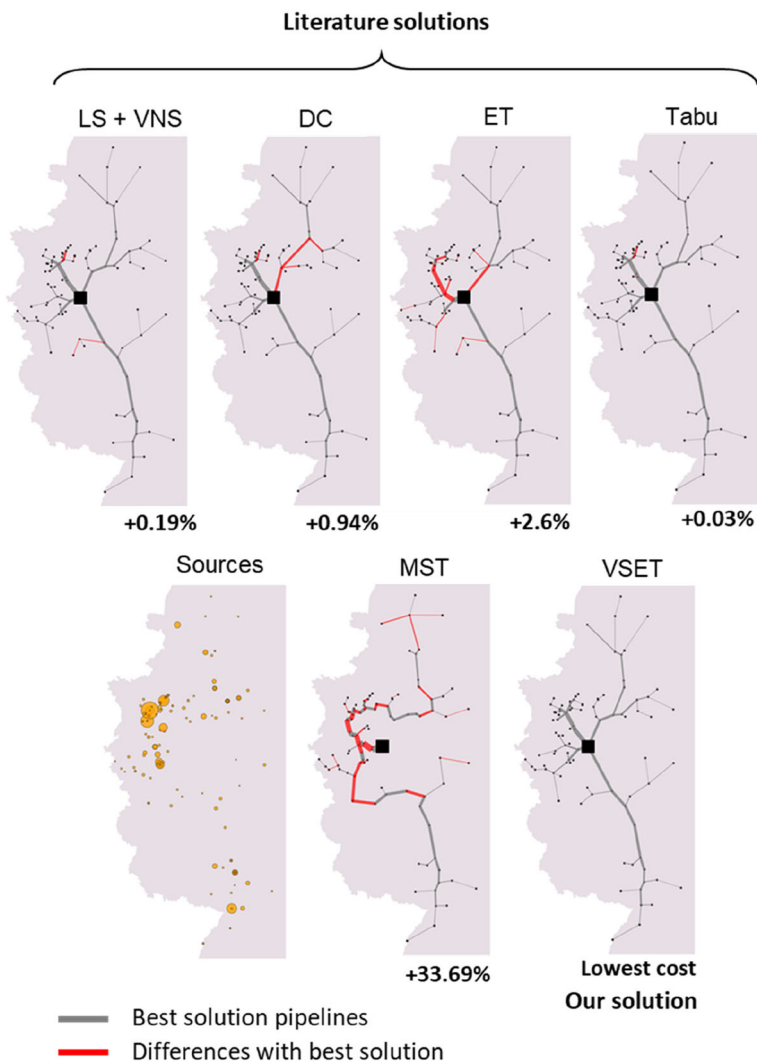 Literature solutions
LS + VNS
DC
ET
Tabu
+0.19%
+0.94%
+2.6%
+0.03%
Sources
MST
VSET
+33.69%
Lowest cost
Our solution
Best solution pipelines
Differences with best solution